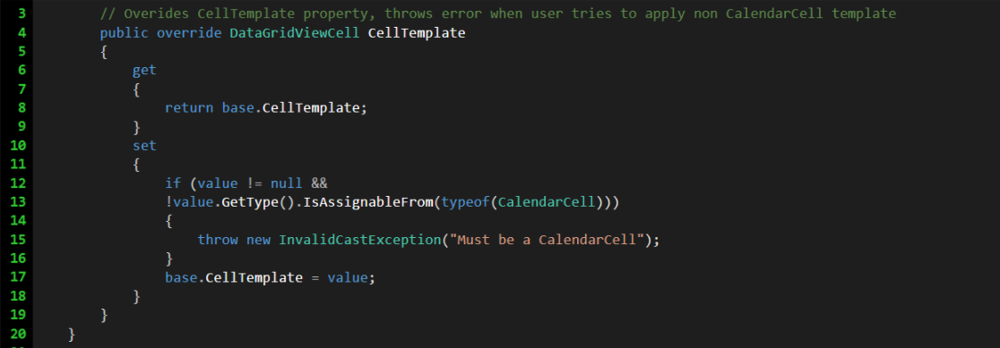 3 // Overides CellTemplate property, throws error when user tries to apply non CalendarCell template
4 public override DataGridViewCell CellTemplate
5 {
6 get
7 {
8 return base.CellTemplate;
9 }
10 set
11 {
12 if (value != null &&
13 !value.GetType().IsAssignableFrom(typeof(CalendarCell)))
14 {
15 throw new InvalidCastException("Must be a CalendarCell");
16 }
17 base.CellTemplate = value;
18 }
19 }
20 }